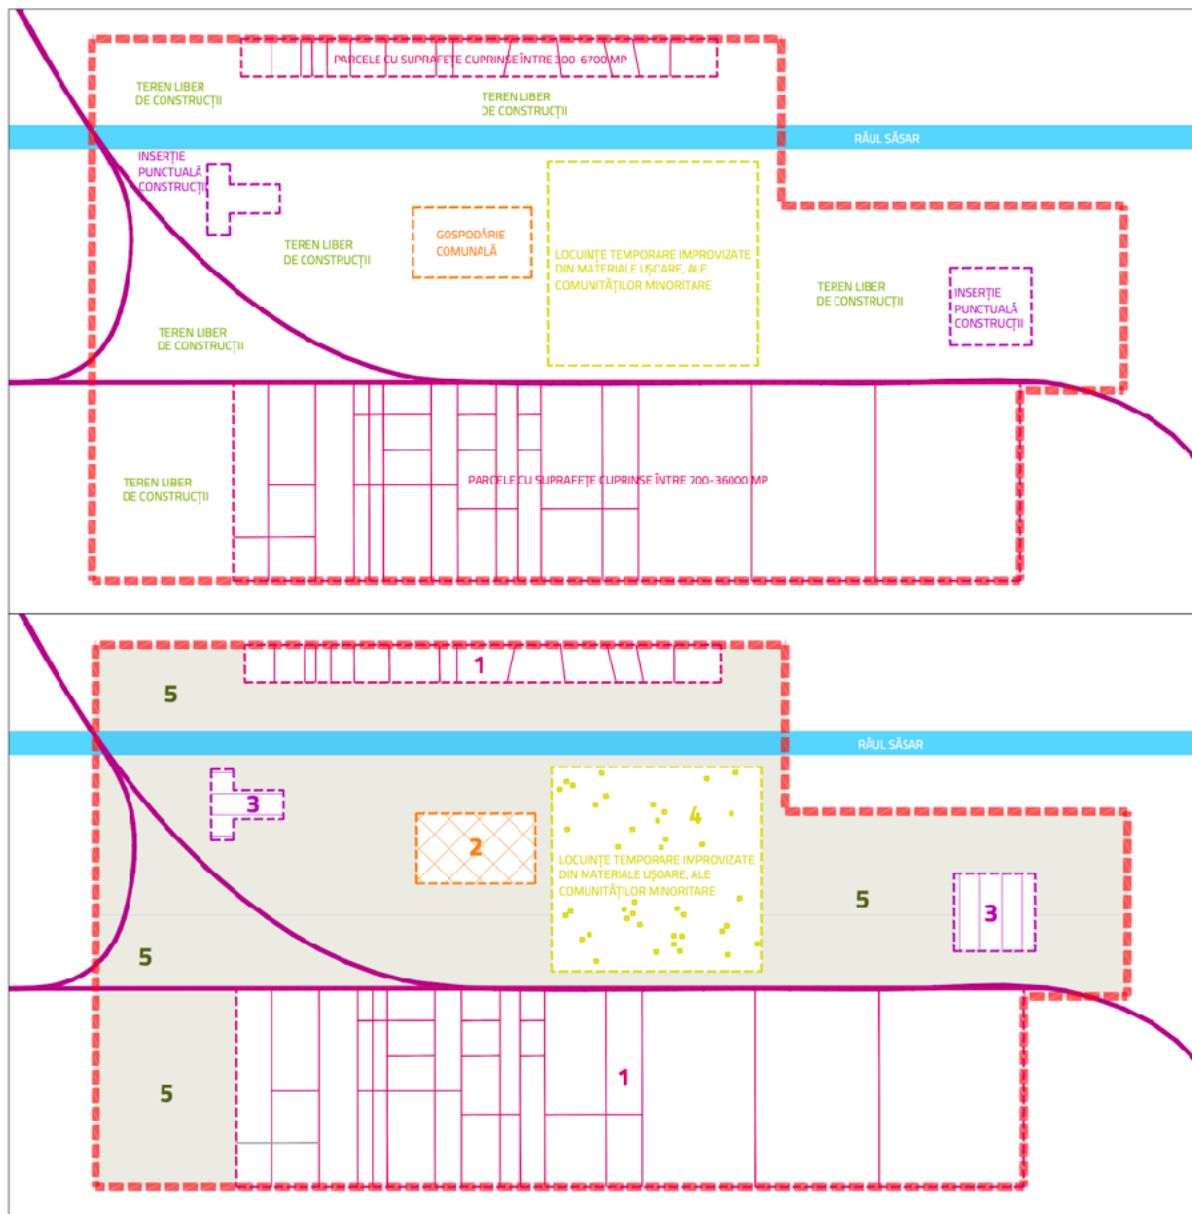 PARCELE CU SUPRAFEȚE CUPRINSE ÎNTRE 300-6700 MP
TEREN LIBER
DE CONSTRUCȚII
TEREN LIBER
DE CONSTRUCȚII
RÂUL SĂSAR
INSERȚIE
PUNCTUALĂ
CONSTRUCȚII
TEREN LIBER
DE CONSTRUCȚII
GOSPODĂRIE
COMUNALĂ
LOCUINȚE TEMPORARE IMPROVIZATE
DIN MATERIALE UȘOARE, ALE
COMUNITĂȚILOR MINORITARE
TEREN LIBER
DE CONSTRUCȚII
INSERȚIE
PUNCTUALĂ
CONSTRUCȚII
TEREN LIBER
DE CONSTRUCȚII
TEREN LIBER
DE CONSTRUCȚII
PARCELE CU SUPRAFEȚE CUPRINSE ÎNTRE 700-36000 MP
1
5
RÂUL SĂSAR
3
4
2
LOCUINȚE TEMPORARE IMPROVIZATE
DIN MATERIALE UȘOARE, ALE
COMUNITĂȚILOR MINORITARE
5
3
5
1
5